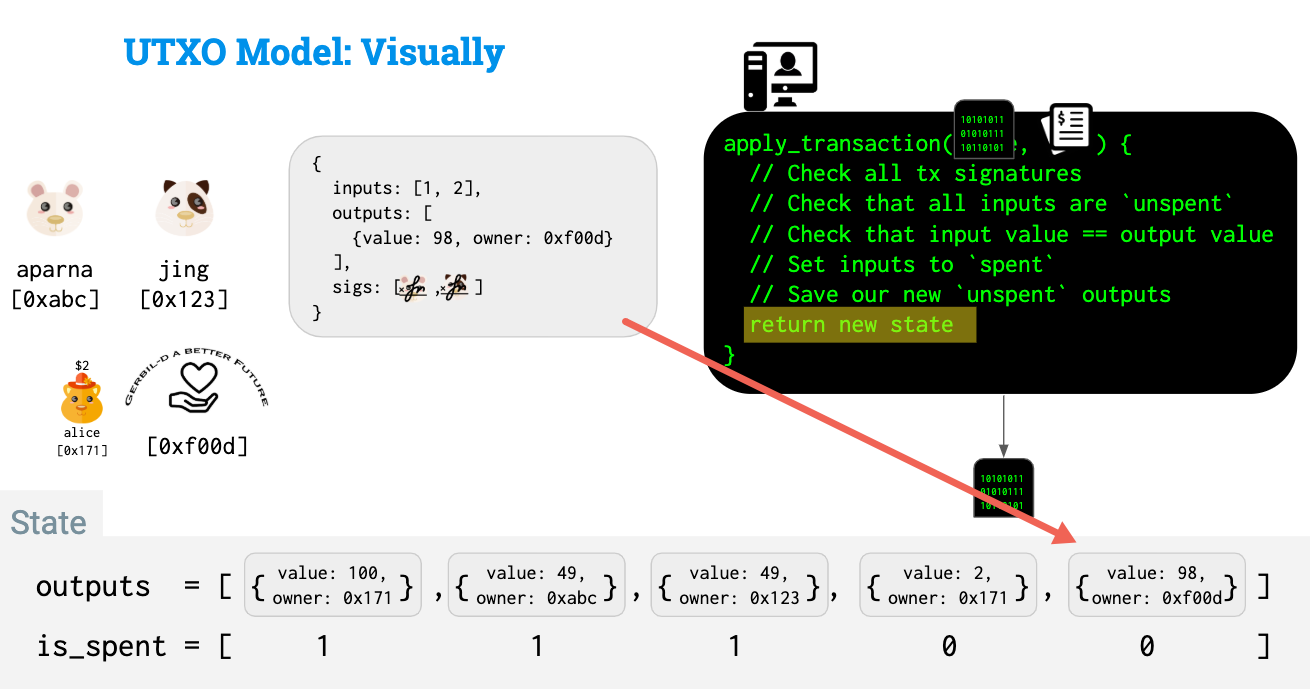 UTXO Model: Visually
aparna
[0xabc]
jing
[0x123]
$2
alice
[0x171]
GERBIL-D A BETTER FUTURE
[0xf00d]
{
inputs: [1, 2],
outputs: [
{value: 98, owner: 0xf00d}
],
sigs: [ , ]
}
10101011
01010111
10110101
$
apply_transaction( e, ) {
// Check all tx signatures
// Check that all inputs are `unspent`
// Check that input value == output value
// Set inputs to `spent`
// Save our new `unspent` outputs
return new state
}
10101011
01010111
10110101
State
outputs = [ { value: 100, owner: 0x171 } , { value: 49, owner: 0xabc } , { value: 49, owner: 0x123 } , { value: 2, owner: 0x171 } , { value: 98, owner: 0xf00d } ]
is_spent = [ 1 1 1 0 0 ]